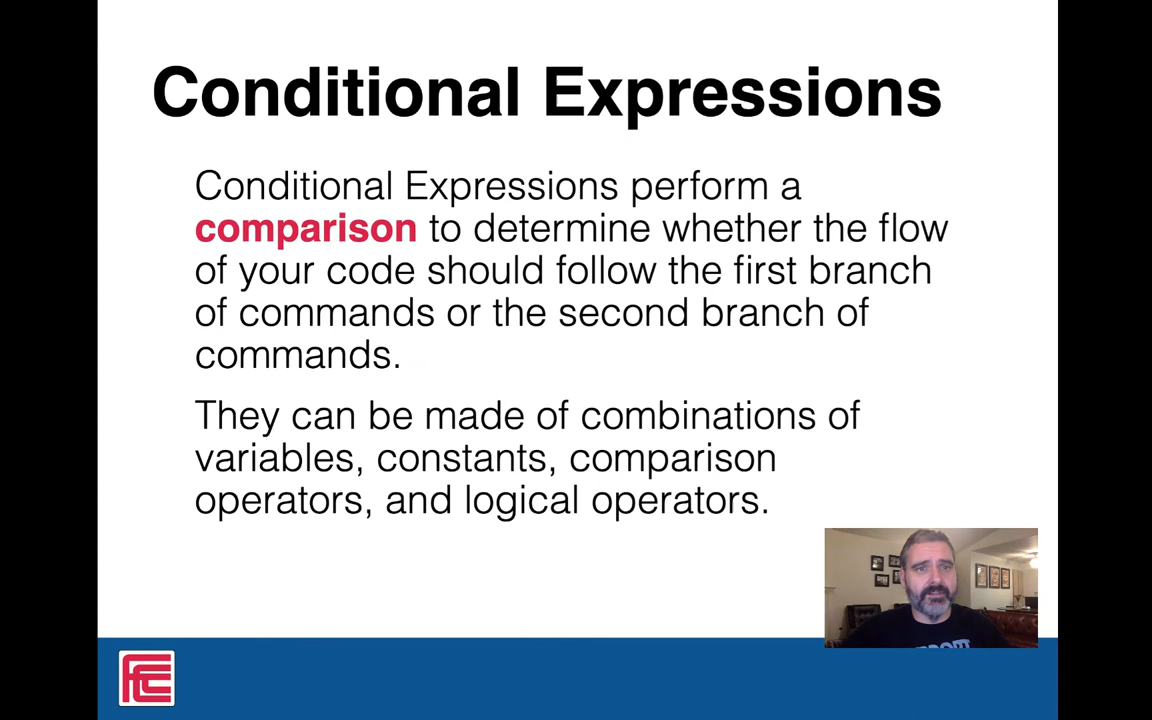 Conditional Expressions
Conditional Expressions perform a
comparison to determine whether the flow
of your code should follow the first branch
of commands or the second branch of
commands.
They can be made of combinations of
variables, constants, comparison
operators, and logical operators.
FCC